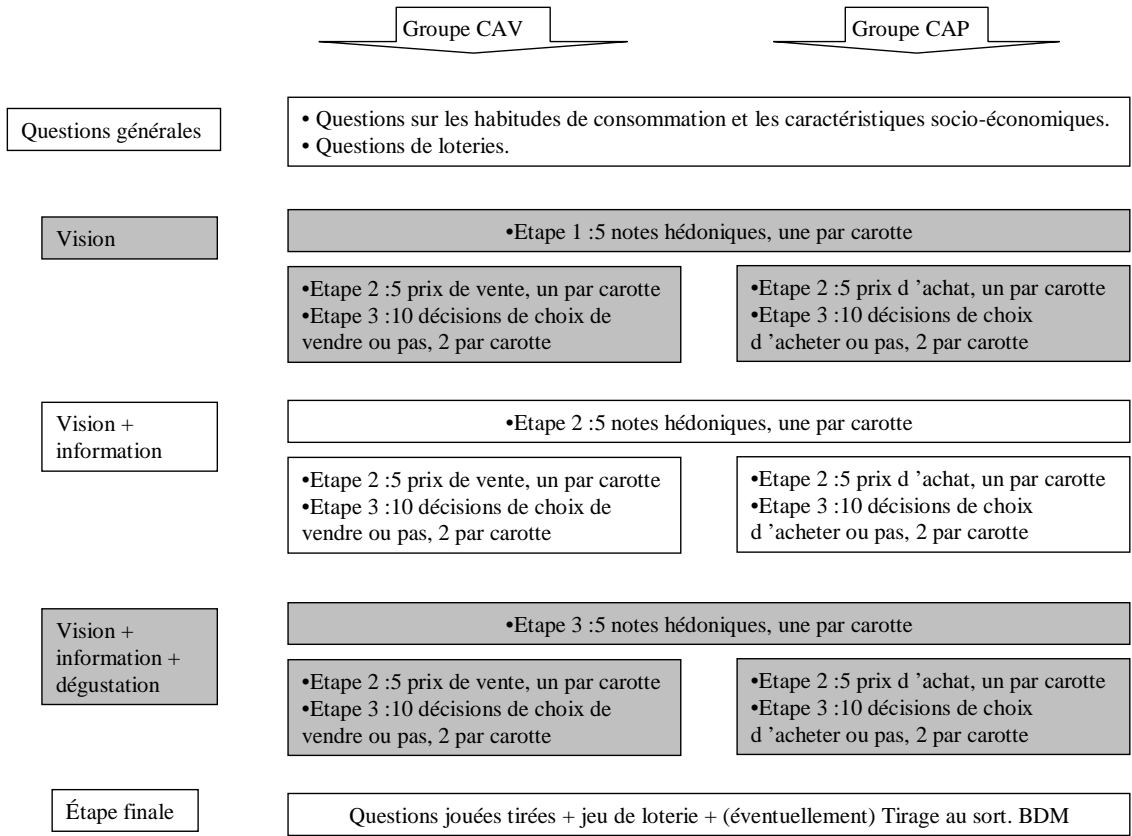 Groupe CAV
Groupe CAP
Questions générales
• Questions sur les habitudes de consommation et les caractéristiques socio-économiques.
• Questions de loteries.
Vision
•Etape 1 :5 notes hédoniques, une par carotte
•Etape 2 :5 prix de vente, un par carotte
•Etape 3 :10 décisions de choix de
vendre ou pas, 2 par carotte
•Etape 2 :5 prix d ’achat, un par carotte
•Etape 3 :10 décisions de choix
d ’acheter ou pas, 2 par carotte
Vision +
information
•Etape 2 :5 notes hédoniques, une par carotte
•Etape 2 :5 prix de vente, un par carotte
•Etape 3 :10 décisions de choix de
vendre ou pas, 2 par carotte
•Etape 2 :5 prix d ’achat, un par carotte
•Etape 3 :10 décisions de choix
d ’acheter ou pas, 2 par carotte
Vision +
information +
dégustation
•Etape 3 :5 notes hédoniques, une par carotte
•Etape 2 :5 prix de vente, un par carotte
•Etape 3 :10 décisions de choix de
vendre ou pas, 2 par carotte
•Etape 2 :5 prix d ’achat, un par carotte
•Etape 3 :10 décisions de choix
d ’acheter ou pas, 2 par carotte
Étape finale
Questions jouées tirées + jeu de loterie + (éventuellement) Tirage au sort. BDM